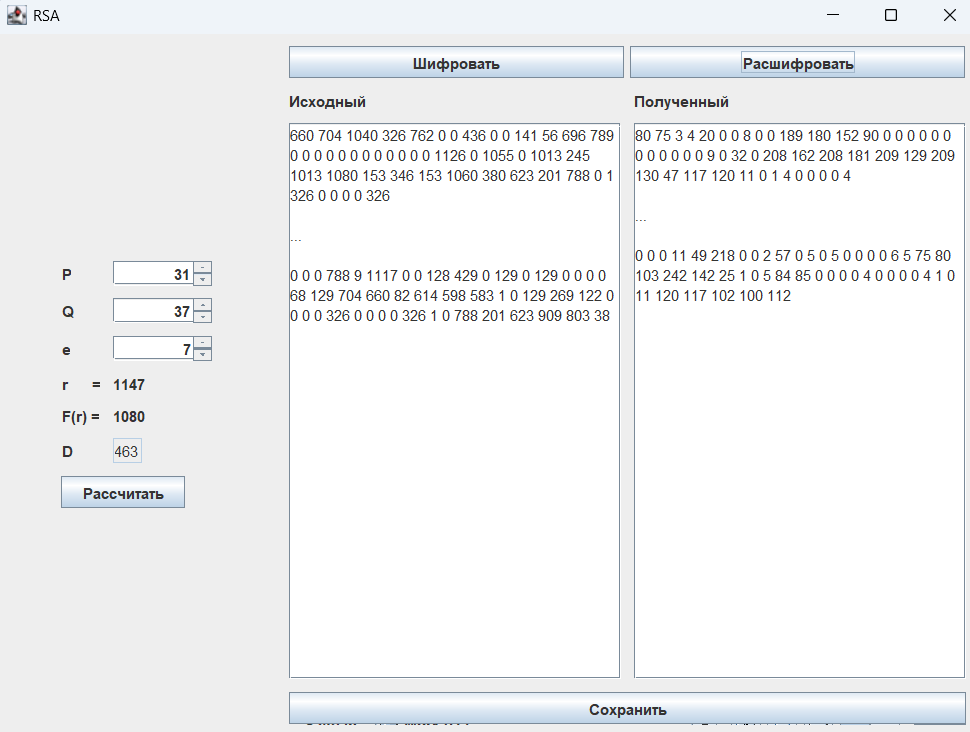 RSA
Шифровать
Расшифровать
Исходный
Полученный
660 704 1040 326 762 0 0 436 0 0 141 56 696 789
0 0 0 0 0 0 0 0 0 0 0 0 1126 0 1055 0 1013 245
1013 1080 153 346 153 1060 380 623 201 788 0 1
326 0 0 0 0 326
...
0 0 0 788 9 1117 0 0 128 429 0 129 0 129 0 0 0 0
68 129 704 660 82 614 598 583 1 0 129 269 122 0
0 0 0 326 0 0 0 0 326 1 0 788 201 623 909 803 38
80 75 3 4 20 0 0 8 0 0 189 180 152 90 0 0 0 0 0 0
0 0 0 0 0 0 9 0 32 0 208 162 208 181 209 129 209
130 47 117 120 11 0 1 4 0 0 0 0 4
...
0 0 0 11 49 218 0 0 2 57 0 5 0 5 0 0 0 0 6 5 75 80
103 242 142 25 1 0 5 84 85 0 0 0 0 4 0 0 0 0 4 1 0
11 120 117 102 100 112
P 31
Q 37
e 7
r = 1147
F(r) = 1080
D 463
Рассчитать
Сохранить